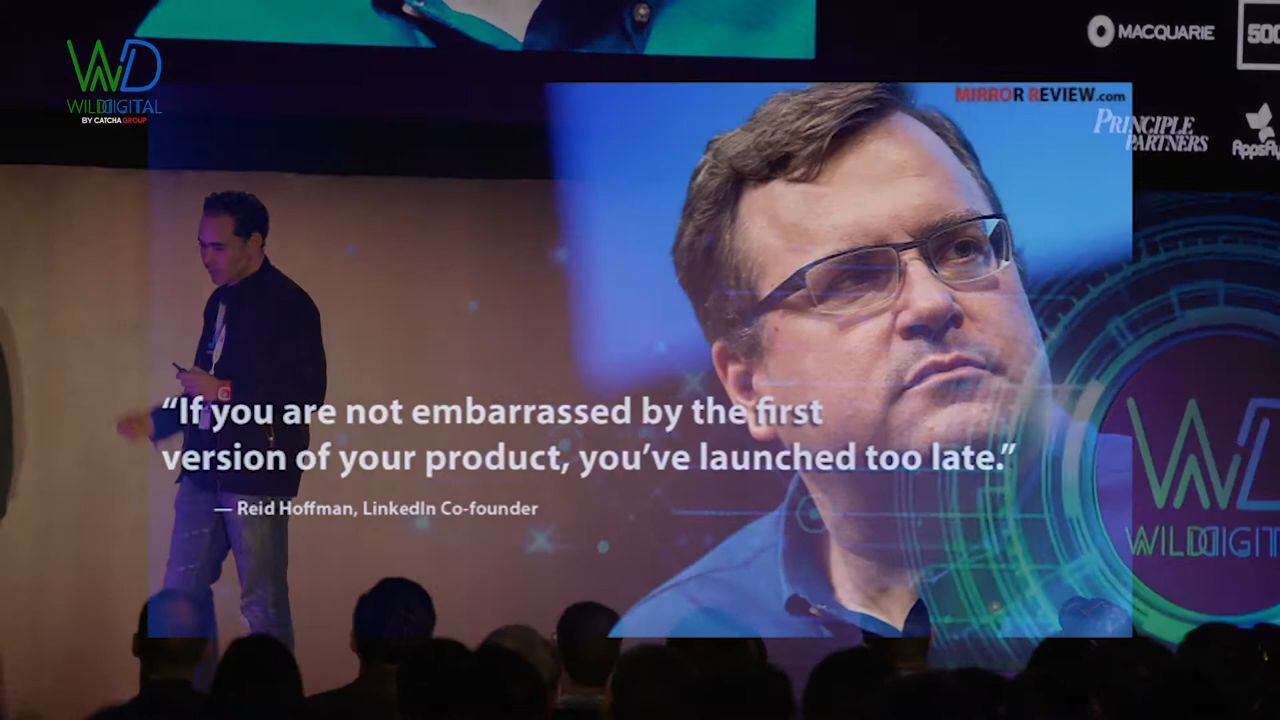 WILDDIGITAL
BY CATCHA GROUP
MACQUARIE
500
MIRROR REVIEW.com
PRINCIPLE
PARTNERS
“If you are not embarrassed by the first
version of your product, you’ve launched too late.”
— Reid Hoffman, LinkedIn Co-founder